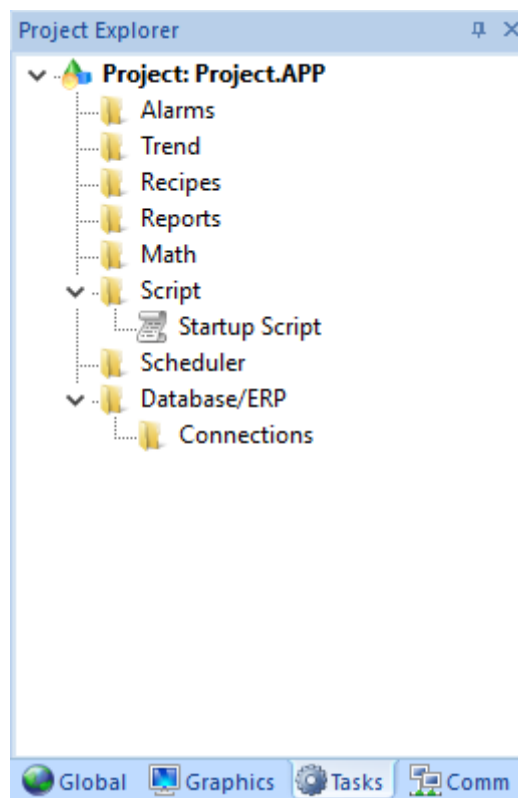 Project Explorer
Project: Project.APP
Alarms
Trend
Recipes
Reports
Math
Script
Startup Script
Scheduler
Database/ERP
Connections
Global Graphics Tasks Comm